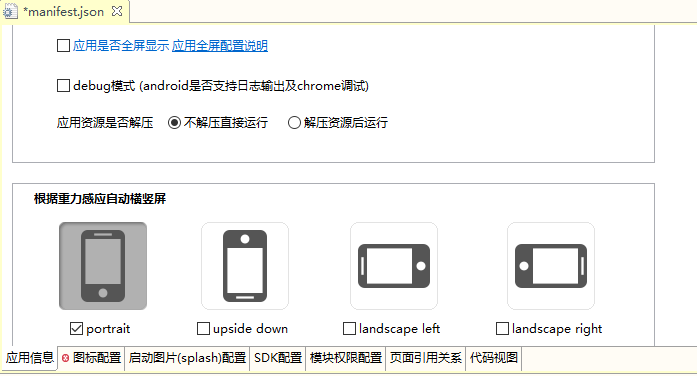 *manifest.json
应用是否全屏显示 应用全屏配置说明
debug模式 (android是否支持日志输出及chrome调试)
应用资源是否解压 不解压直接运行 解压资源后运行
根据重力感应自动横竖屏
portrait upside down landscape left landscape right
应用信息 图标配置 启动图片(splash)配置 SDK配置 模块权限配置 页面引用关系 代码视图